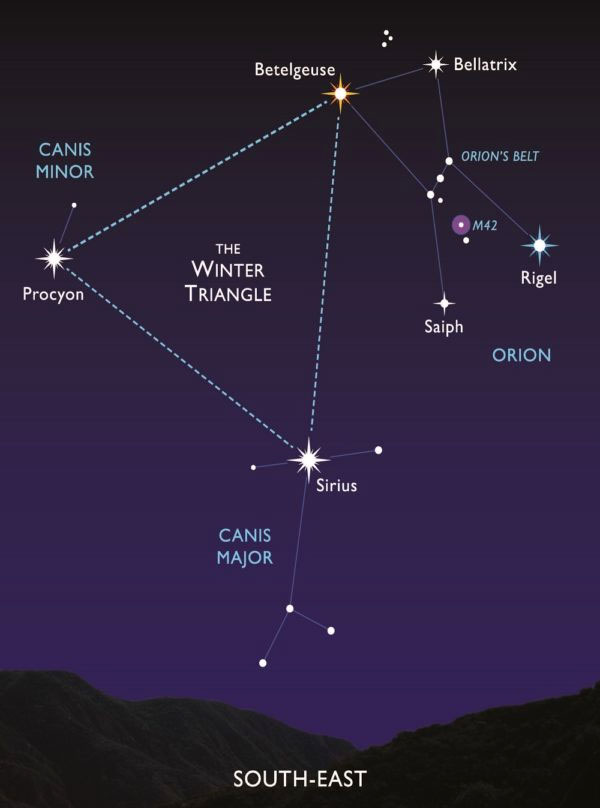 Betelgeuse
Bellatrix
CANIS
MINOR
ORION'S BELT
M42
THE
WINTER
TRIANGLE
Procyon
Rigel
Saiph
ORION
Sirius
CANIS
MAJOR
SOUTH-EAST